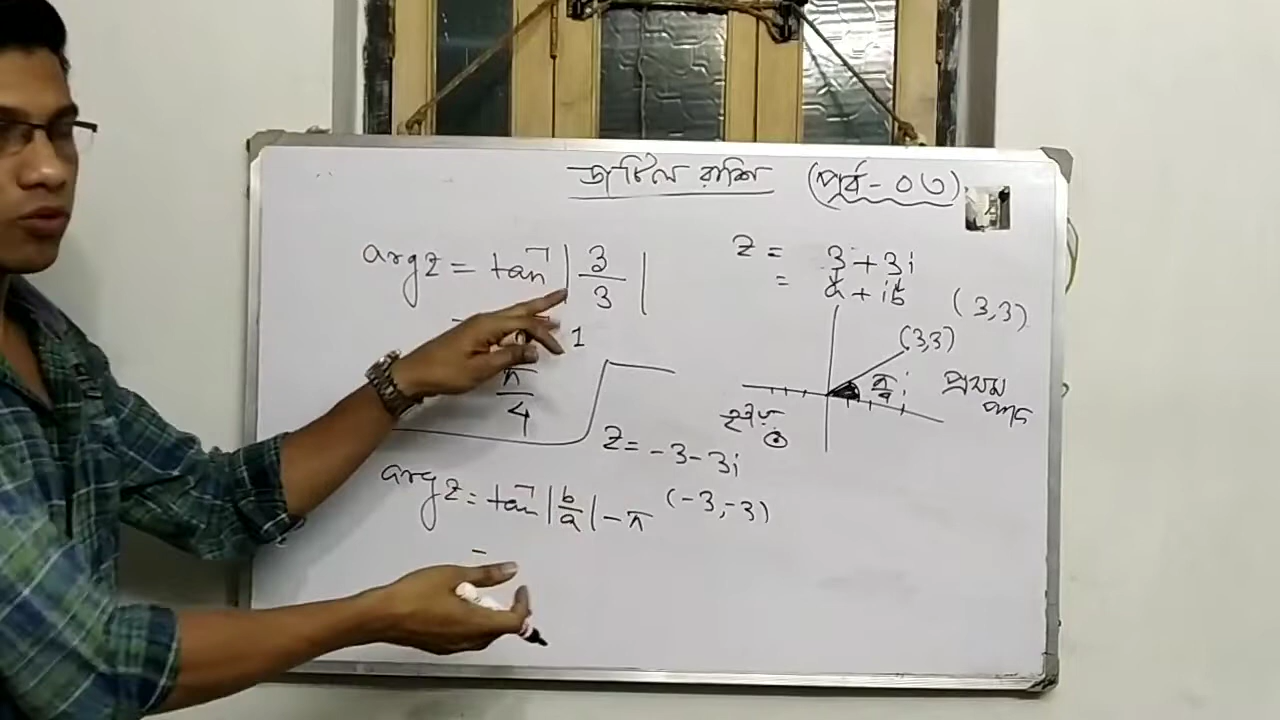 জটিল রাশি (পর্ব - ০৩)
arg z = tan⁻¹ |3/3|
1
π/4
z = 3 + 3i
= a + ib
(3,3)
(3,3)
π/4
প্রথম
z = -3 - 3i
(-3,-3)
arg z = tan⁻¹ |b/a| - π
=